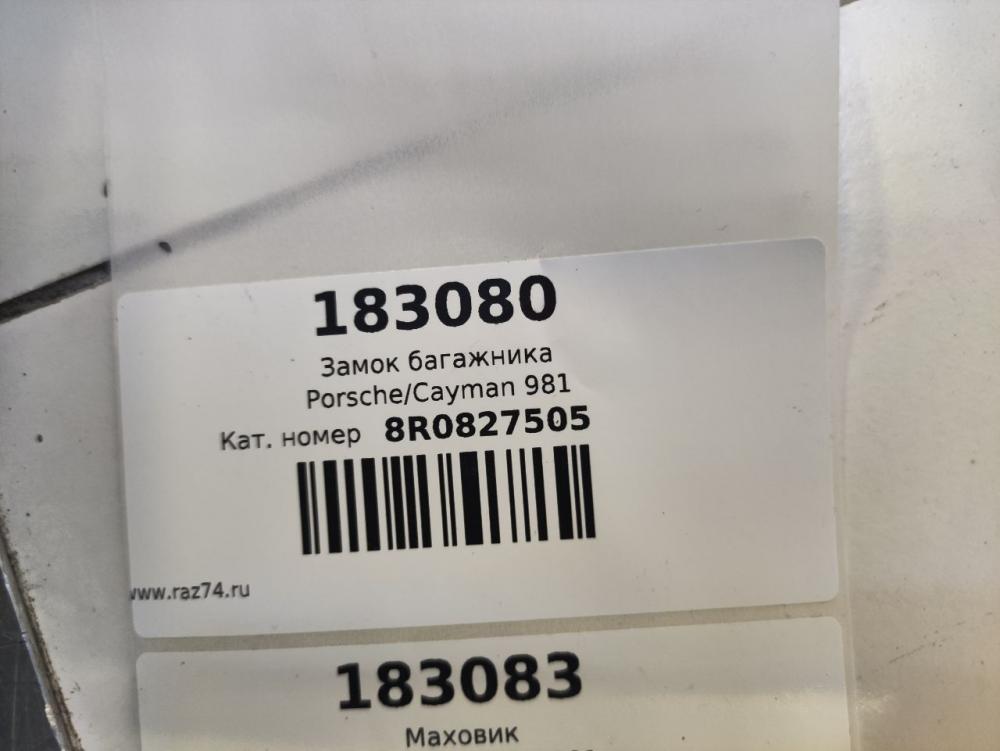 183080
Замок багажника
Porsche/Cayman 981
Кат. номер 8R0827505
www.raz74.ru
183083
Маховик